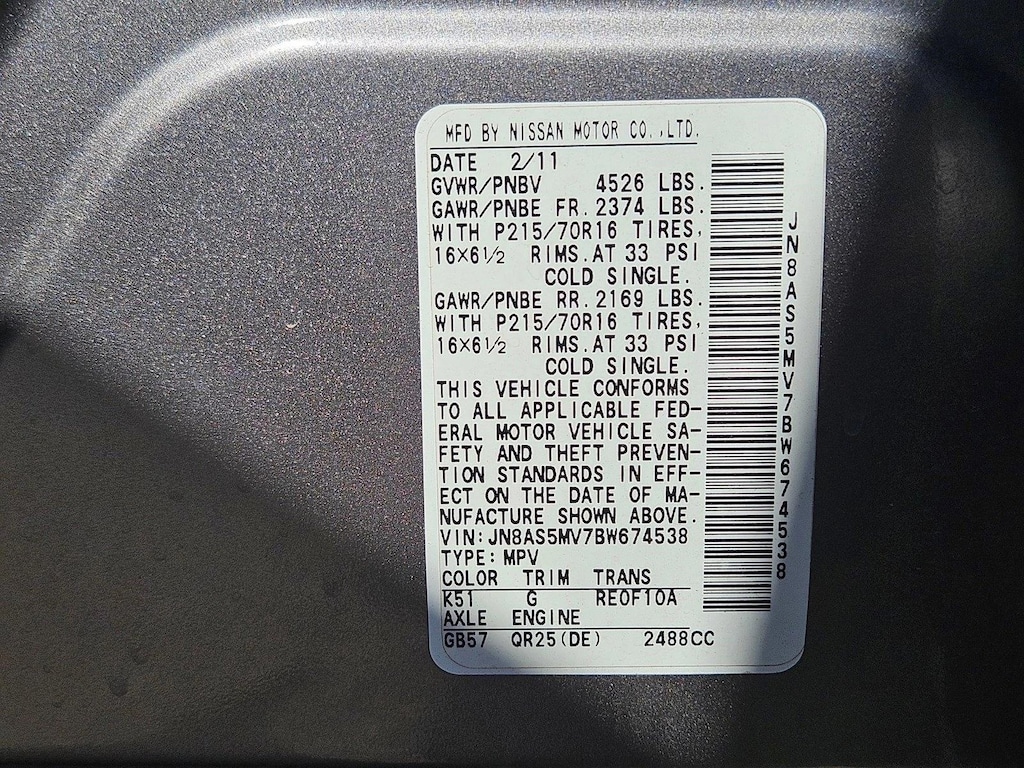 MFD BY NISSAN MOTOR CO.,LTD.
DATE 2/11
GVWR/PNBV 4526 LBS.
GAWR/PNBE FR.2374 LBS.
WITH P215/70R16 TIRES,
16×6½ RIMS.AT 33 PSI
COLD SINGLE.
GAWR/PNBE RR.2169 LBS.
WITH P215/70R16 TIRES,
16×6½ RIMS.AT 33 PSI
COLD SINGLE.
THIS VEHICLE CONFORMS
TO ALL APPLICABLE FED-
ERAL MOTOR VEHICLE SA-
FETY AND THEFT PREVEN-
TION STANDARDS IN EFF-
ECT ON THE DATE OF MA-
NUFACTURE SHOWN ABOVE.
VIN:JN8AS5MV7BW674538
TYPE:MPV
COLOR TRIM TRANS
K51 G RE0F10A
AXLE ENGINE
GB57 QR25(DE) 2488CC
JN8AS5MV7BW674538